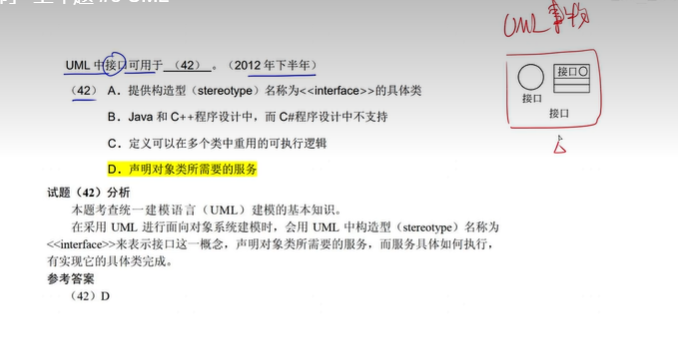 UML 事物
UML 中接口可用于 （42） 。（2012 年下半年）
（42） A．提供构造型（stereotype）名称为<<interface>>的具体类
B．Java 和 C++程序设计中，而 C#程序设计中不支持
C．定义可以在多个类中重用的可执行逻辑
D．声明对象类所需要的服务
接口
接口
接口
试题（42）分析
本题考查统一建模语言（UML）建模的基本知识。
在采用 UML 进行面向对象系统建模时，会用 UML 中构造型（stereotype）名称为
<<interface>>来表示接口这一概念，声明对象类所需要的服务，而服务具体如何执行，
有实现它的具体类完成。
参考答案
（42）D